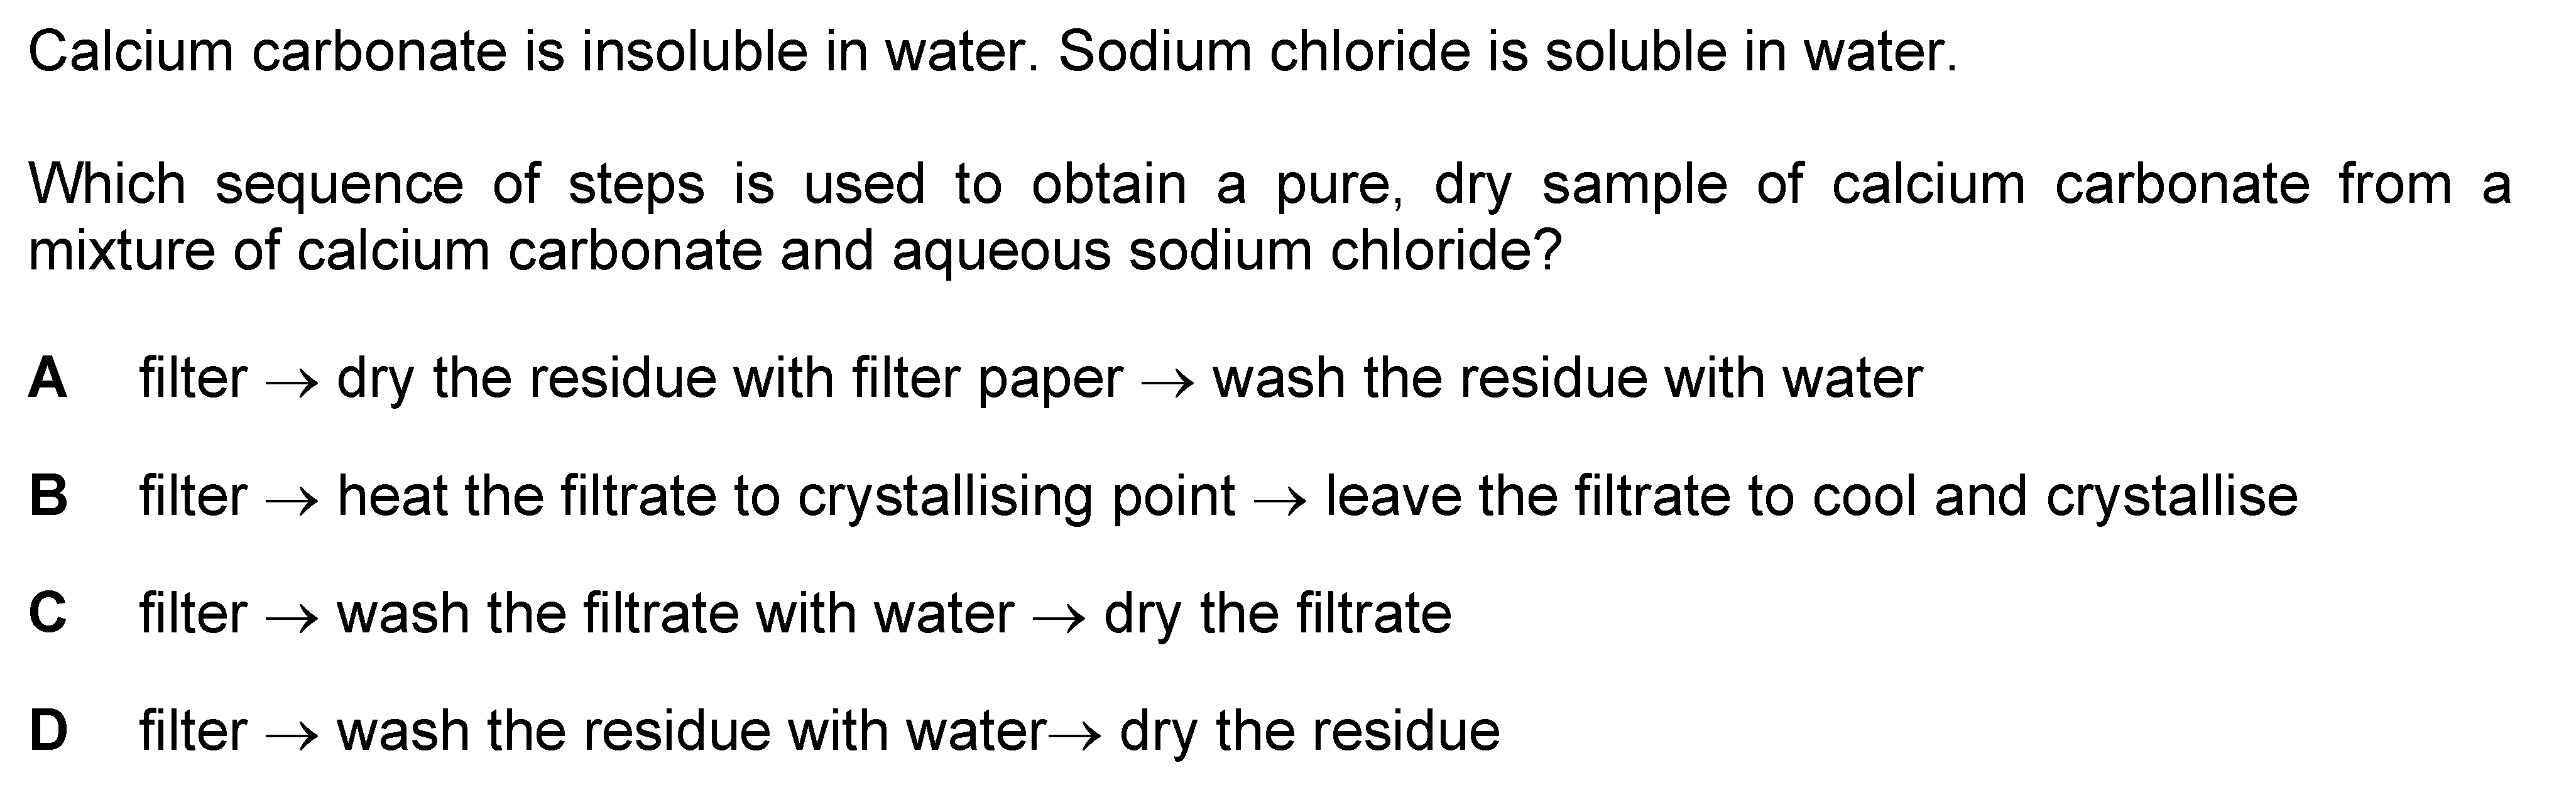 Calcium carbonate is insoluble in water. Sodium chloride is soluble in water.
Which sequence of steps is used to obtain a pure, dry sample of calcium carbonate from a
mixture of calcium carbonate and aqueous sodium chloride?
A filter → dry the residue with filter paper → wash the residue with water
B filter → heat the filtrate to crystallising point → leave the filtrate to cool and crystallise
C filter → wash the filtrate with water → dry the filtrate
D filter → wash the residue with water→ dry the residue